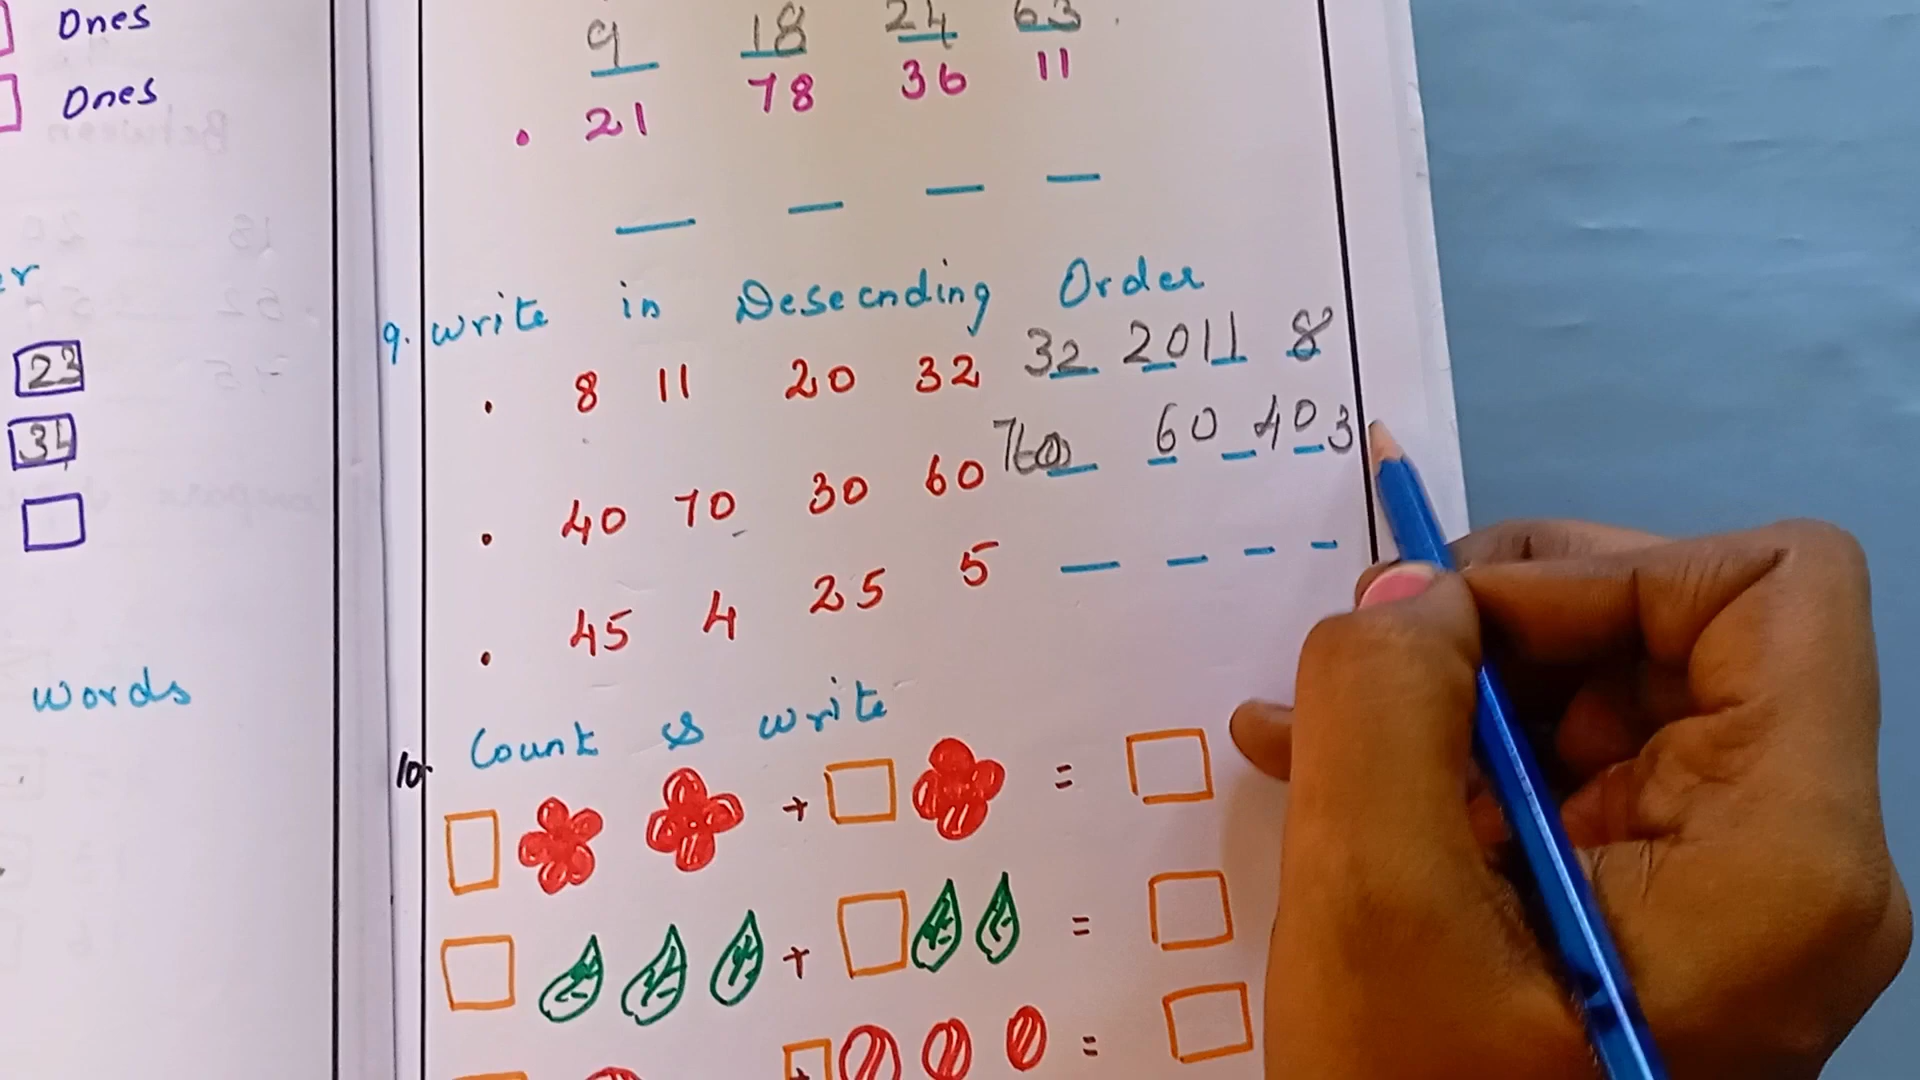 Ones
Ones
er
23
34
words
9 18 24 63
. 21 78 36 11
9. Write in Desecnding Order
. 8 11 20 32 32 20 11 8
. 40 70 30 60 70 60 40 3
. 45 4 25 5
10. Count & write
+ =
+ =
+ =